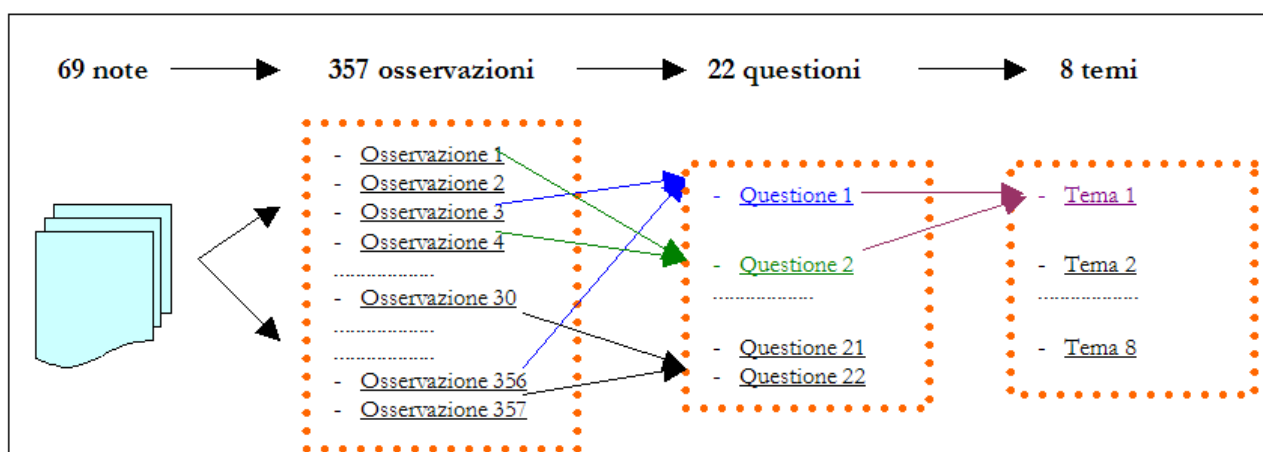 69 note
357 osservazioni
22 questioni
8 temi
- Osservazione 1
- Osservazione 2
- Osservazione 3
- Osservazione 4
-------------------
- Osservazione 30
-------------------
-------------------
- Osservazione 356
- Osservazione 357
- Questione 1
- Questione 2
-------------------
- Questione 21
- Questione 22
- Tema 1
- Tema 2
-------------------
- Tema 8